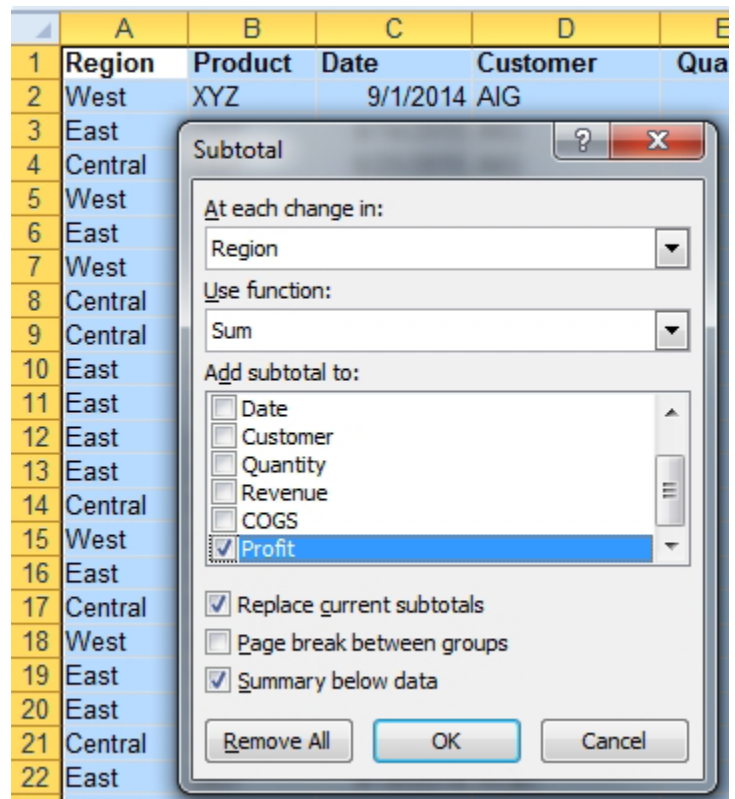 A B C D E
1 Region Product Date Customer Qua
2 West XYZ 9/1/2014 AIG
3 East
4 Central
5 West
6 East
7 West
8 Central
9 Central
10 East
11 East
12 East
13 East
14 Central
15 West
16 East
17 Central
18 West
19 East
20 East
21 Central
22 East
Subtotal ? X
At each change in:
Region
Use function:
Sum
Add subtotal to:
Date
Customer
Quantity
Revenue
COGS
Profit
Replace current subtotals
Page break between groups
Summary below data
Remove All OK Cancel